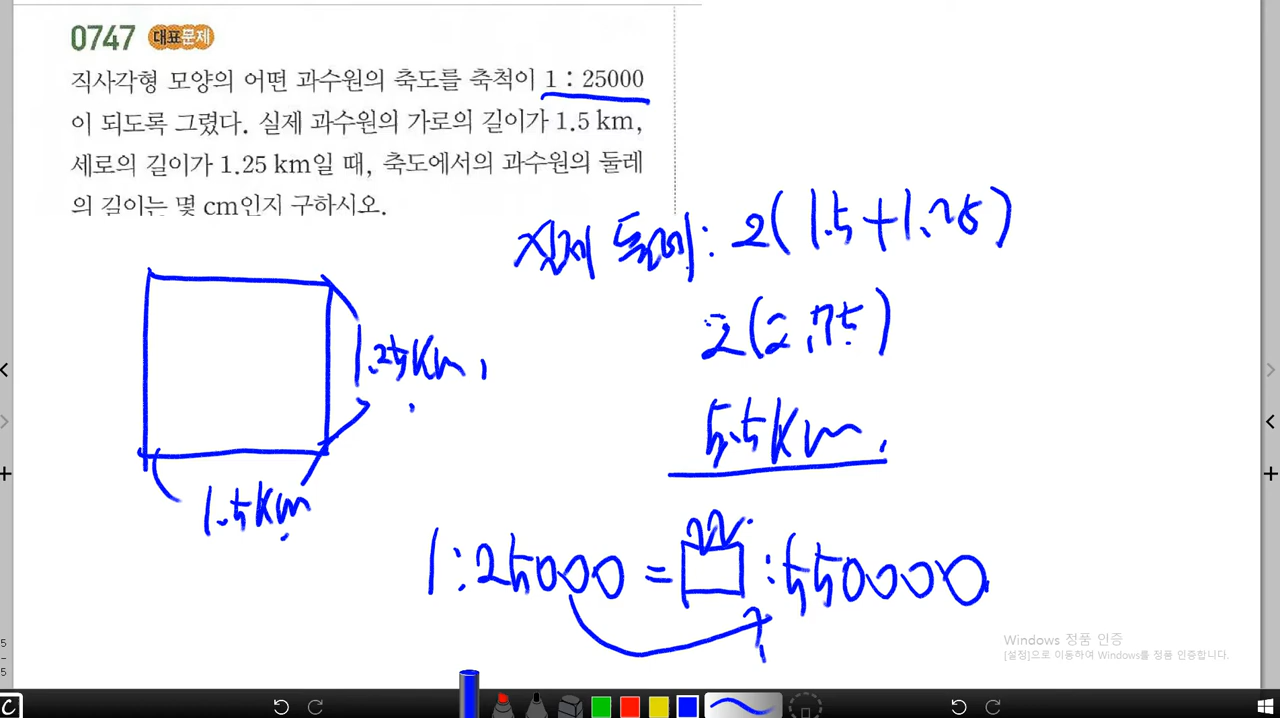 0747 대표문제
직사각형 모양의 어떤 과수원의 축도를 축척이 1 : 25000
이 되도록 그렸다. 실제 과수원의 가로의 길이가 1.5 km,
세로의 길이가 1.25 km일 때, 축도에서의 과수원의 둘레
의 길이는 몇 cm인지 구하시오.
실제 둘레: 2(1.5+1.25)
2(2.75)
1.25km
5.5km
1.5km
22
1:25000=□:550000
Windows 정품 인증
[설정]으로 이동하여 Windows를 정품 인증합니다.
5
-
5